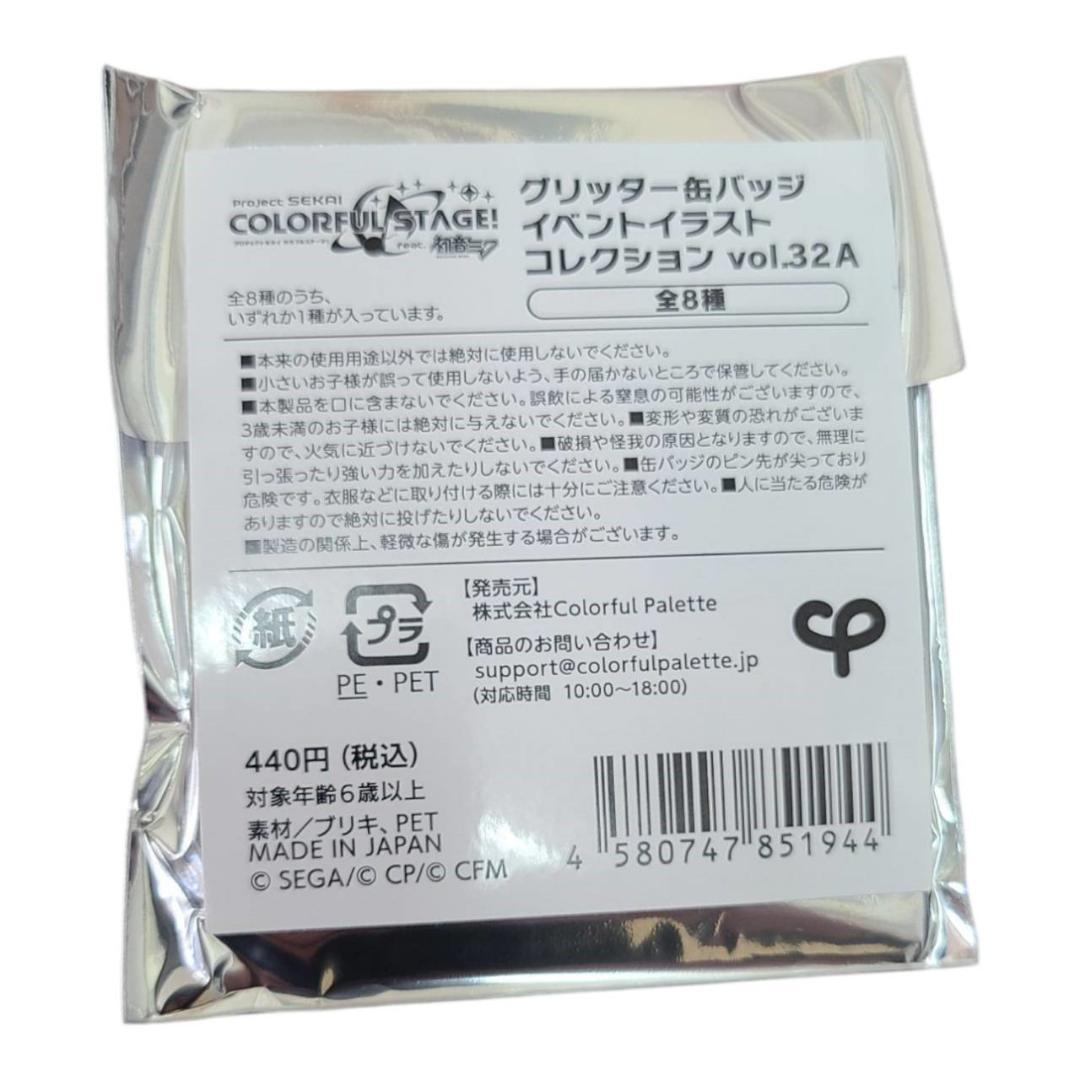 Project SEKAI
COLORFUL STAGE!
プロジェクトセカイ カラフルステージ!
feat. 初音ミク
グリッター缶バッジ
イベントイラスト
コレクション vol.32A
全8種
全8種のうち、
いずれか1種が入っています。
■本来の使用用途以外では絶対に使用しないでください。
■小さいお子様が誤って使用しないよう、手の届かないところで保管してください。
■本製品を口に含まないでください。誤飲による窒息の可能性がございますので、
3歳未満のお子様には絶対に与えないでください。■変形や変質の恐れがございま
すので、火気に近づけないでください。■破損や怪我の原因となりますので、無理に
引っ張ったり強い力を加えたりしないでください。■缶バッジのピン先が尖っており
危険です。衣服などに取り付ける際には十分にご注意ください。■人に当たる危険が
ありますので絶対に投げたりしないでください。
■製造の関係上、軽微な傷が発生する場合がございます。
紙
プラ
PE・PET
【発売元】
株式会社Colorful Palette
【商品のお問い合わせ】
support@colorfulpalette.jp
(対応時間 10:00～18:00)
440円(税込)
対象年齢6歳以上
素材/ブリキ、PET
MADE IN JAPAN
© SEGA/© CP/© CFM
4 580747 851944